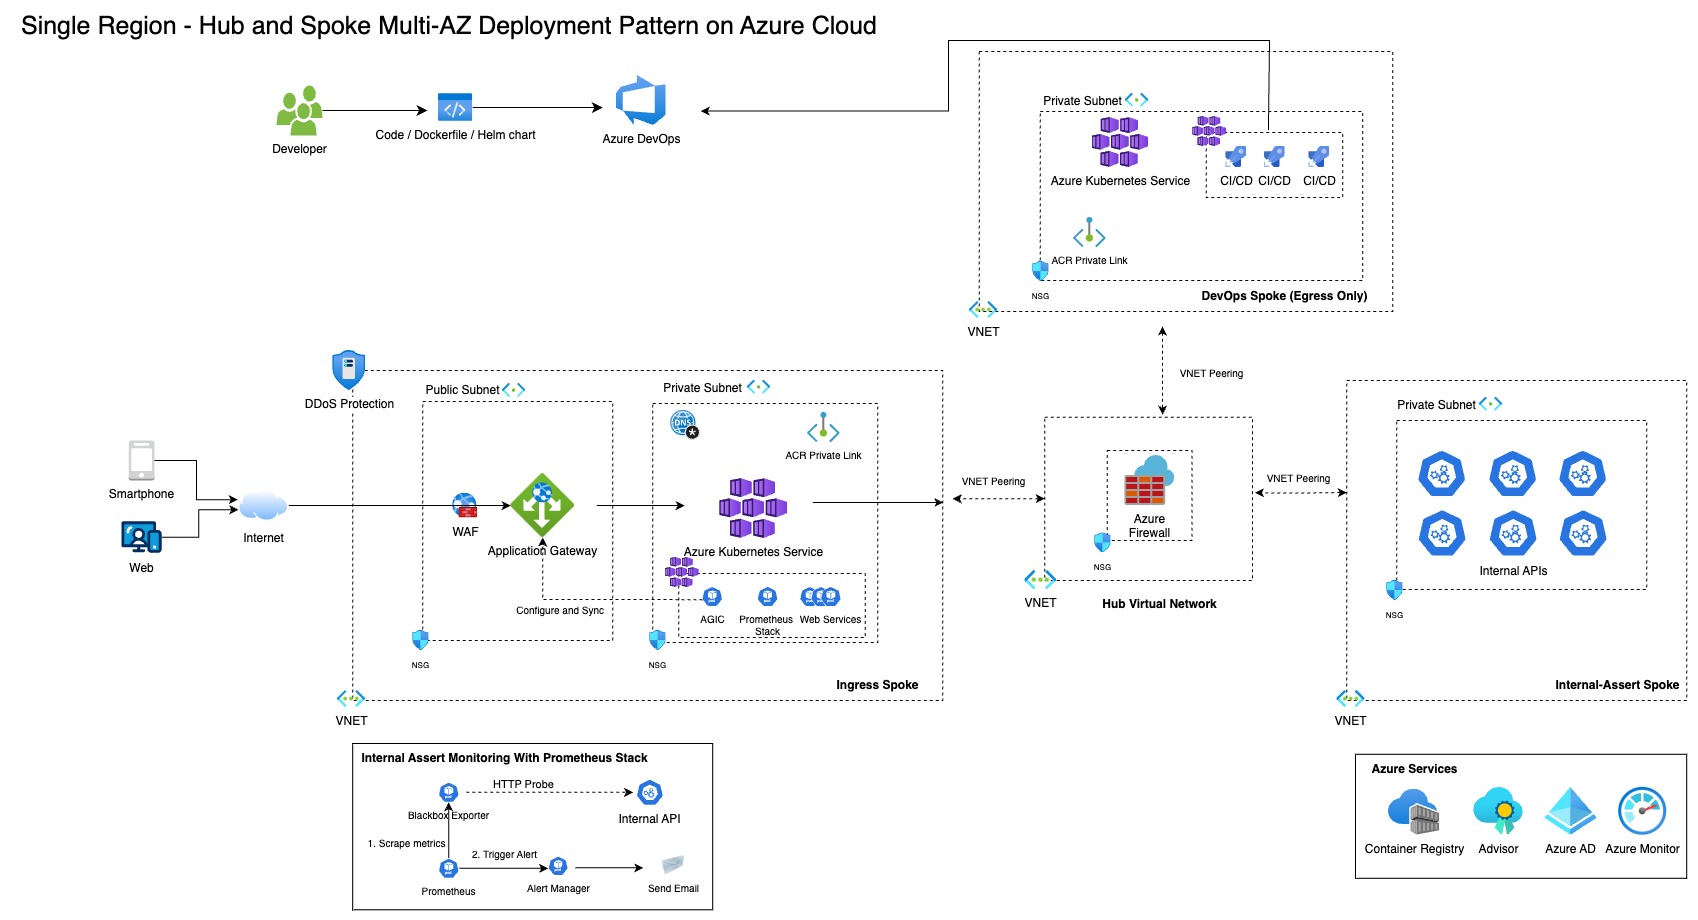 Single Region - Hub and Spoke Multi-AZ Deployment Pattern on Azure Cloud
Developer
Code / Dockerfile / Helm chart
Azure DevOps
Private Subnet
Azure Kubernetes Service
CI/CD
CI/CD
CI/CD
ACR Private Link
NSG
DevOps Spoke (Egress Only)
VNET
VNET Peering
DDoS Protection
Smartphone
Web
Internet
Public Subnet
WAF
Application Gateway
Configure and Sync
NSG
Private Subnet
DNS
ACR Private Link
Azure Kubernetes Service
AGIC
Prometheus
Stack
Web Services
NSG
Ingress Spoke
VNET
VNET Peering
Azure
Firewall
NSG
VNET
Hub Virtual Network
VNET Peering
Private Subnet
Internal APIs
NSG
Internal-Assert Spoke
VNET
Internal Assert Monitoring With Prometheus Stack
HTTP Probe
Blackbox Exporter
Internal API
1. Scrape metrics
2. Trigger Alert
Prometheus
Alert Manager
Send Email
Azure Services
Container Registry
Advisor
Azure AD
Azure Monitor